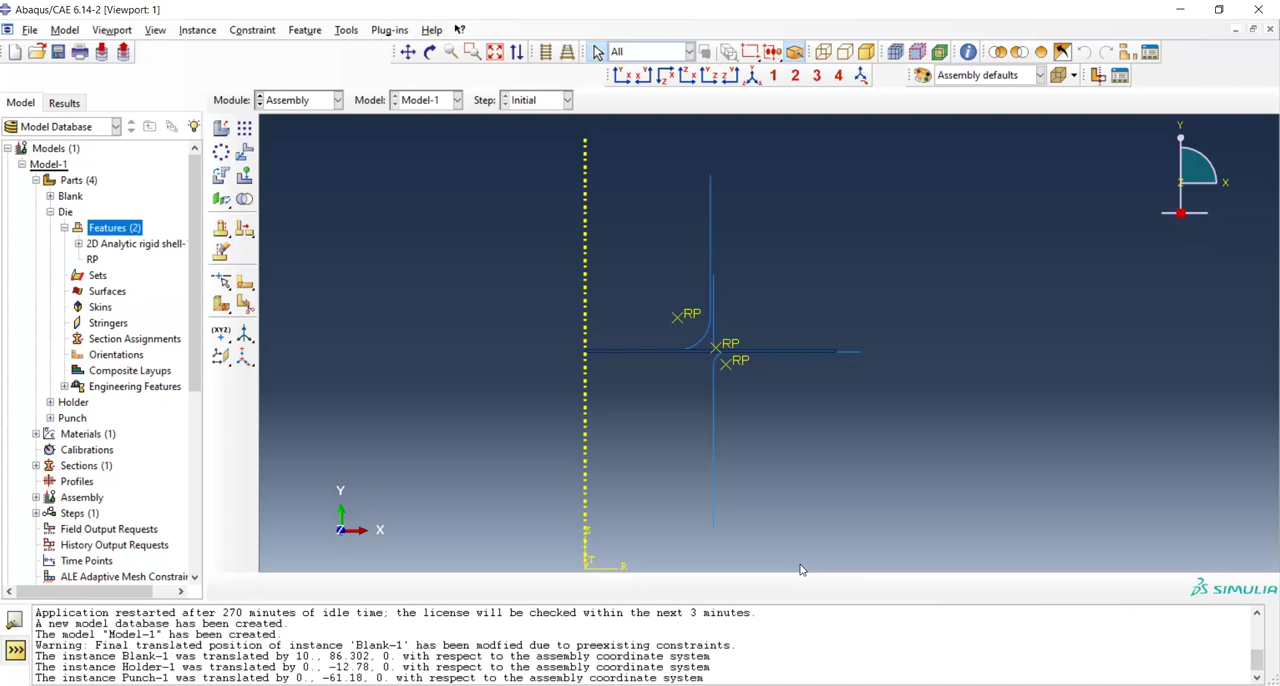 Abaqus/CAE 6.14-2 [Viewport: 1]
File Model Viewport View Instance Constraint Feature Tools Plug-ins Help
All
1 2 3 4 Assembly defaults
Model Results Module: Assembly Model: Model-1 Step: Initial
Model Database
Models (1)
Model-1
Parts (4)
Blank
Die
Features (2)
2D Analytic rigid shell-
RP
Sets
Surfaces
Skins
Stringers
Section Assignments
Orientations
Composite Layups
Engineering Features
Holder
Punch
Materials (1)
Calibrations
Sections (1)
Profiles
Assembly
Steps (1)
Field Output Requests
History Output Requests
Time Points
ALE Adaptive Mesh Constrai
(XYZ)
RP
RP
RP
Y
Z
X
Y
Z
X
Z
T
R
SIMULIA
Application restarted after 270 minutes of idle time; the license will be checked within the next 3 minutes.
A new model database has been created.
The model "Model-1" has been created.
Warning: Final translated position of instance 'Blank-1' has been modfied due to preexisting constraints.
The instance Blank-1 was translated by 10., 86.302, 0. with respect to the assembly coordinate system
The instance Holder-1 was translated by 0., -12.78, 0. with respect to the assembly coordinate system
The instance Punch-1 was translated by 0., -61.18, 0. with respect to the assembly coordinate system